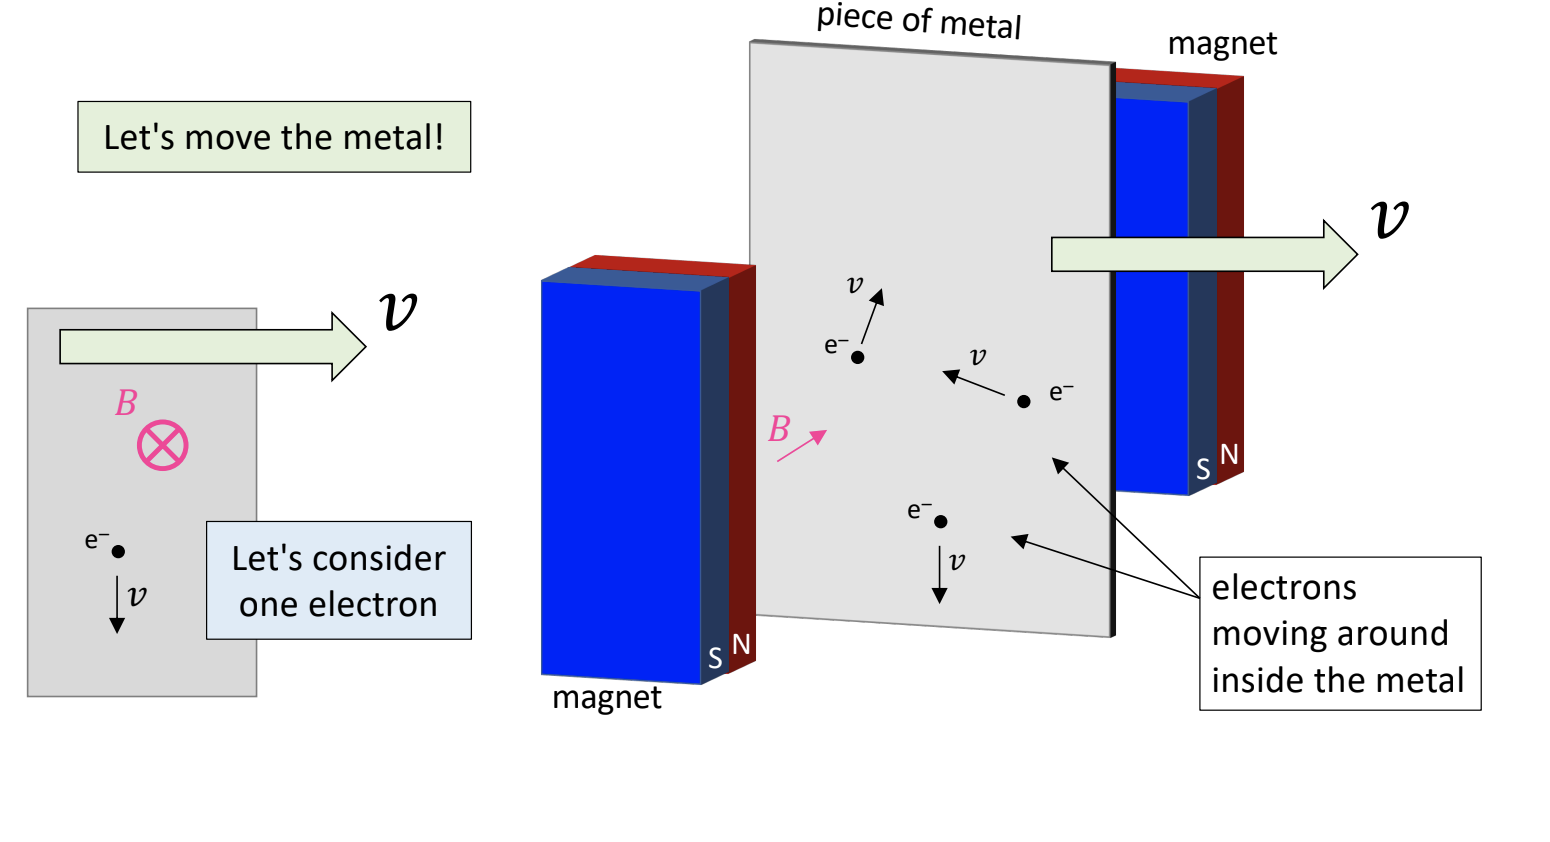 piece of metal
magnet
Let's move the metal!
v
v
B
e⁻
v
Let's consider
one electron
v
e⁻
v
e⁻
B
e⁻
v
S
N
S
N
magnet
electrons
moving around
inside the metal